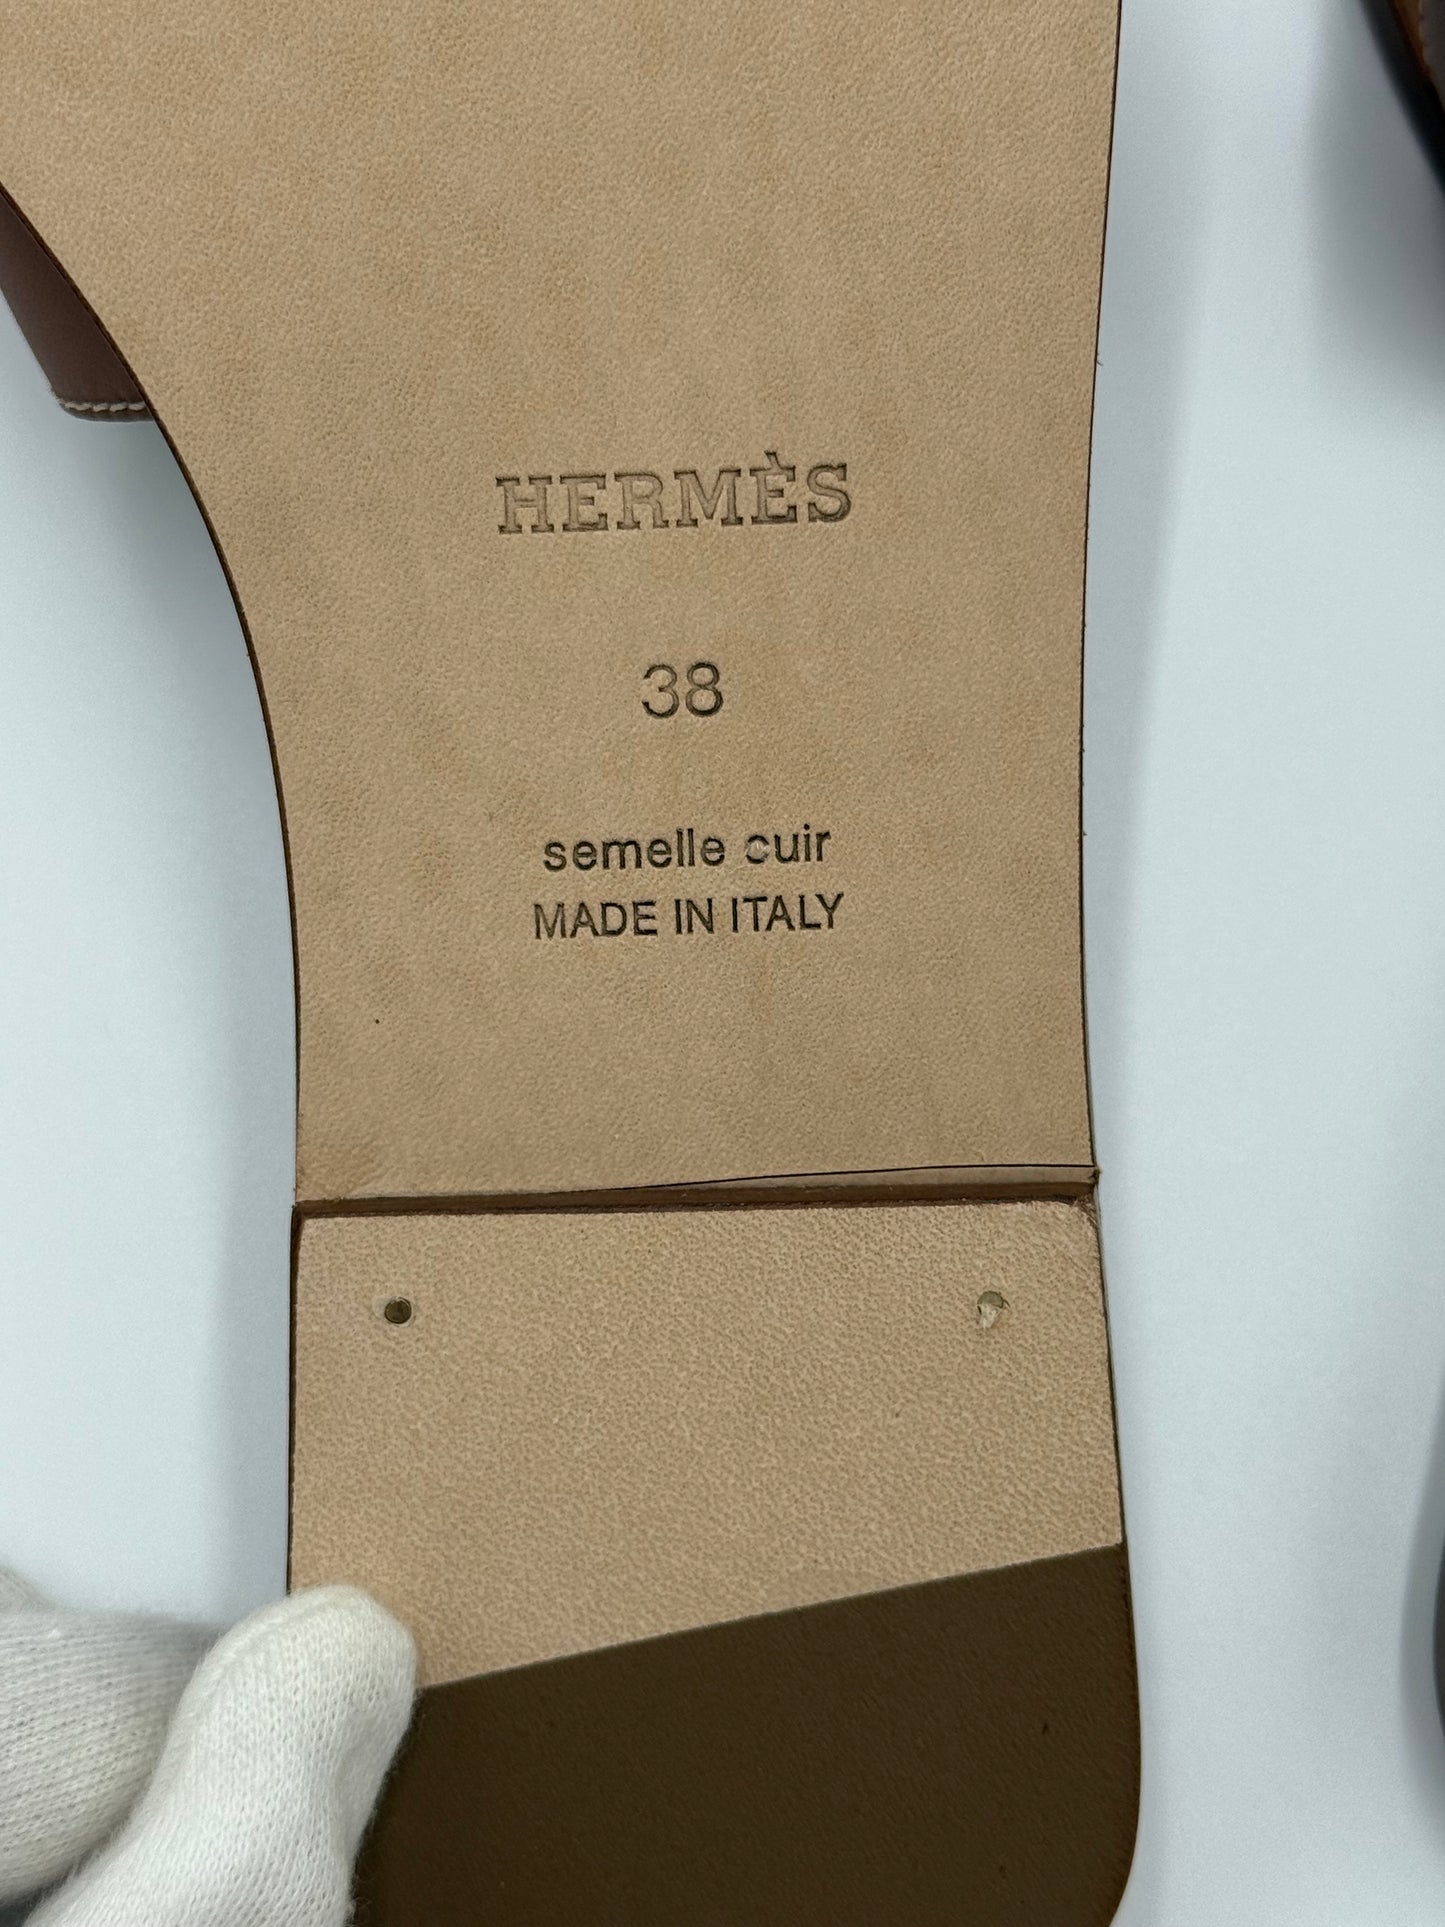 HERMÈS
38
semelle cuir
MADE IN ITALY